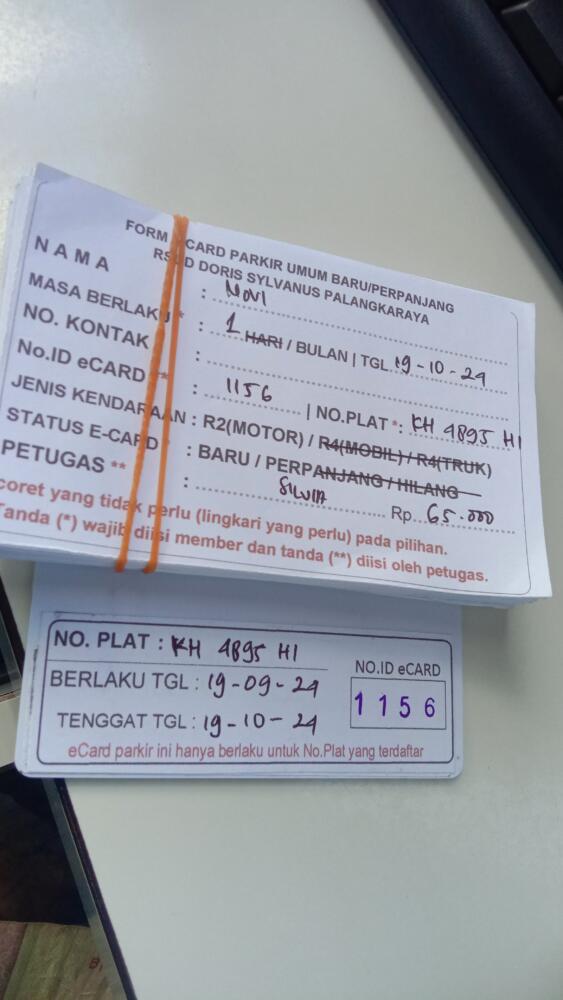 FORM eCARD PARKIR UMUM BARU/PERPANJANG
RSUD DORIS SYLVANUS PALANGKARAYA
NAMA : NOVI
MASA BERLAKU * : 1 HARI / BULAN | TGL 19-10-24
NO. KONTAK :
No.ID eCARD ** : 1156 | NO.PLAT *: KH 4895 HI
JENIS KENDARAAN : R2(MOTOR) / R4(MOBIL) / R4(TRUK)
STATUS E-CARD * : BARU / PERPANJANG / HILANG
PETUGAS ** : SILVIA Rp. 65.000
coret yang tidak perlu (lingkari yang perlu) pada pilihan.
Tanda (*) wajib diisi member dan tanda (**) diisi oleh petugas.
NO. PLAT : KH 4895 HI
BERLAKU TGL : 19-09-24
TENGGAT TGL : 19-10-24
NO.ID eCARD
1156
eCard parkir ini hanya berlaku untuk No.Plat yang terdaftar